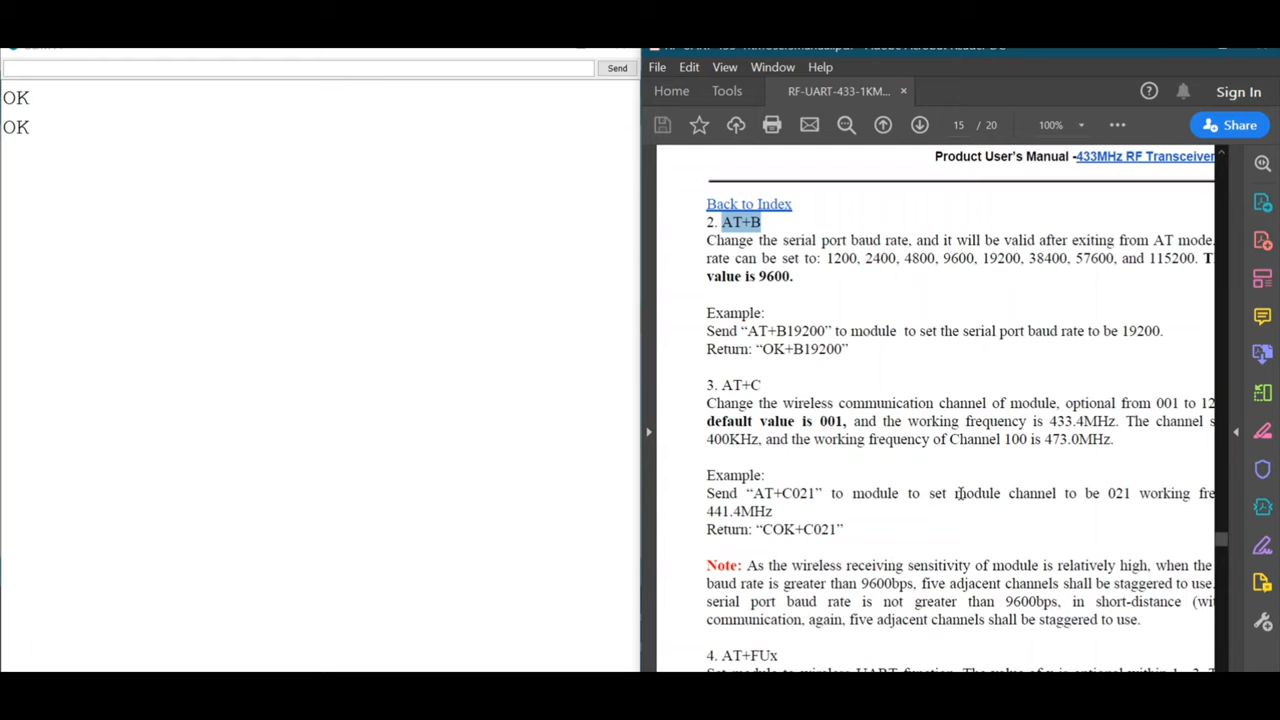 Send
OK
OK
File Edit View Window Help
Home Tools RF-UART-433-1KM... × Sign In
15 / 20 100% Share
Product User's Manual -433MHz RF Transceiver
Back to Index
2. AT+B
Change the serial port baud rate, and it will be valid after exiting from AT mode.
rate can be set to: 1200, 2400, 4800, 9600, 19200, 38400, 57600, and 115200.
value is 9600.
Example:
Send “AT+B19200” to module to set the serial port baud rate to be 19200.
Return: “OK+B19200”
3. AT+C
Change the wireless communication channel of module, optional from 001 to 12
default value is 001, and the working frequency is 433.4MHz. The channel s
400KHz, and the working frequency of Channel 100 is 473.0MHz.
Example:
Send “AT+C021” to module to set module channel to be 021 working fre
441.4MHz
Return: “COK+C021”
Note: As the wireless receiving sensitivity of module is relatively high, when the
baud rate is greater than 9600bps, five adjacent channels shall be staggered to use.
serial port baud rate is not greater than 9600bps, in short-distance (wit
communication, again, five adjacent channels shall be staggered to use.
4. AT+FUx